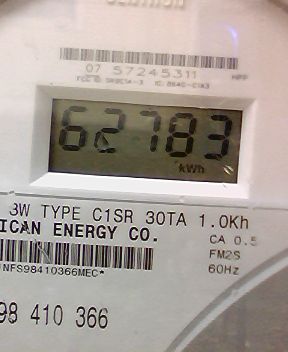 07 57245311
62783
kWh
3W TYPE C1SR 30TA 1.0Kh
ICAN ENERGY CO.
CA 0.5
FM2S
60Hz
NFS98410366MEC*
98 410 366